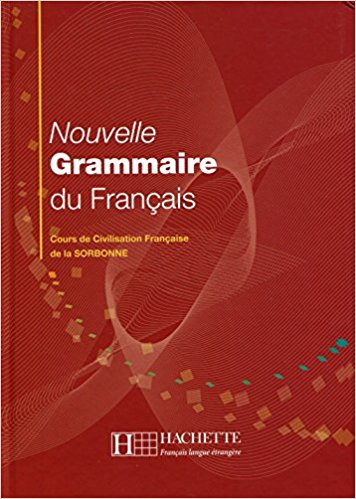 Nouvelle
Grammaire
du Français
Cours de Civilisation Française
de la SORBONNE
H HACHETTE
Français langue étrangère